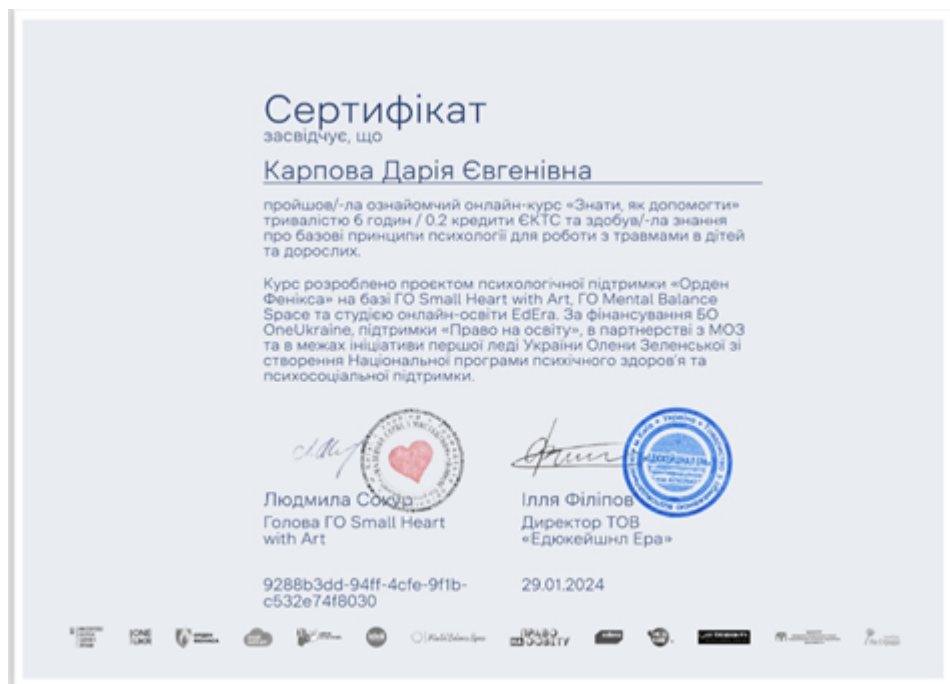 Сертифікат
засвідчує, що
Карпова Дарія Євгенівна
пройшов/-ла ознайомчий онлайн-курс «Знати, як допомогти»
тривалістю 6 годин / 0.2 кредити ЄКТС та здобув/-ла знання
про базові принципи психології для роботи з травмами в дітей
та дорослих.
Курс розроблено проєктом психологічної підтримки «Орден
Фенікса» на базі ГО Small Heart with Art, ГО Mental Balance
Space та студією онлайн-освіти EdEra. За фінансування БО
OneUkraine, підтримки «Право на освіту», в партнерстві з МОЗ
та в межах ініціативи першої леді України Олени Зеленської зі
створення Національної програми психічного здоров'я та
психосоціальної підтримки.
Людмила Сокур
Голова ГО Small Heart
with Art
Ілля Філіпов
Директор ТОВ
«Едюкейшнл Ера»
9288b3dd-94ff-4cfe-9f1b-
c532e74f8030
29.01.2024